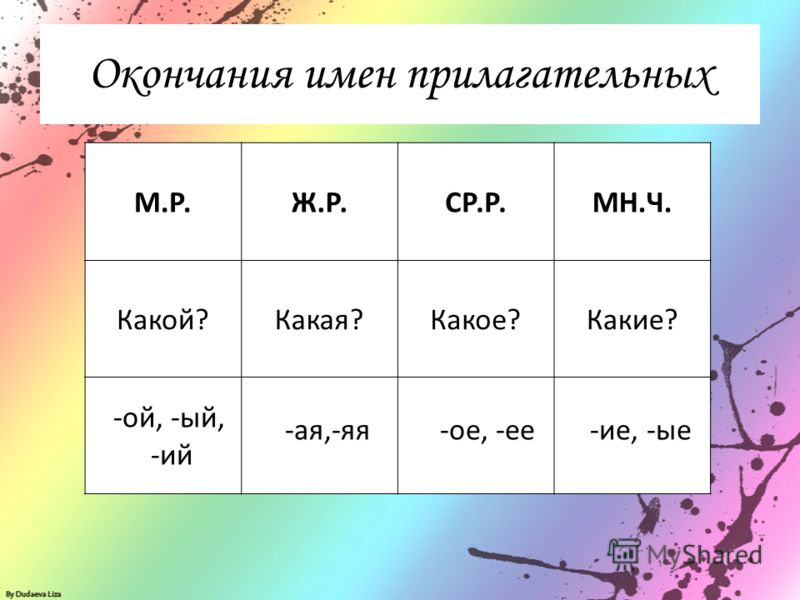 Окончания имен прилагательных
М.Р. Ж.Р. СР.Р. МН.Ч.
Какой? Какая? Какое? Какие?
-ой, -ый, -ий -ая,-яя -ое, -ее -ие, -ые
MyShared
By Dudaeva Liza